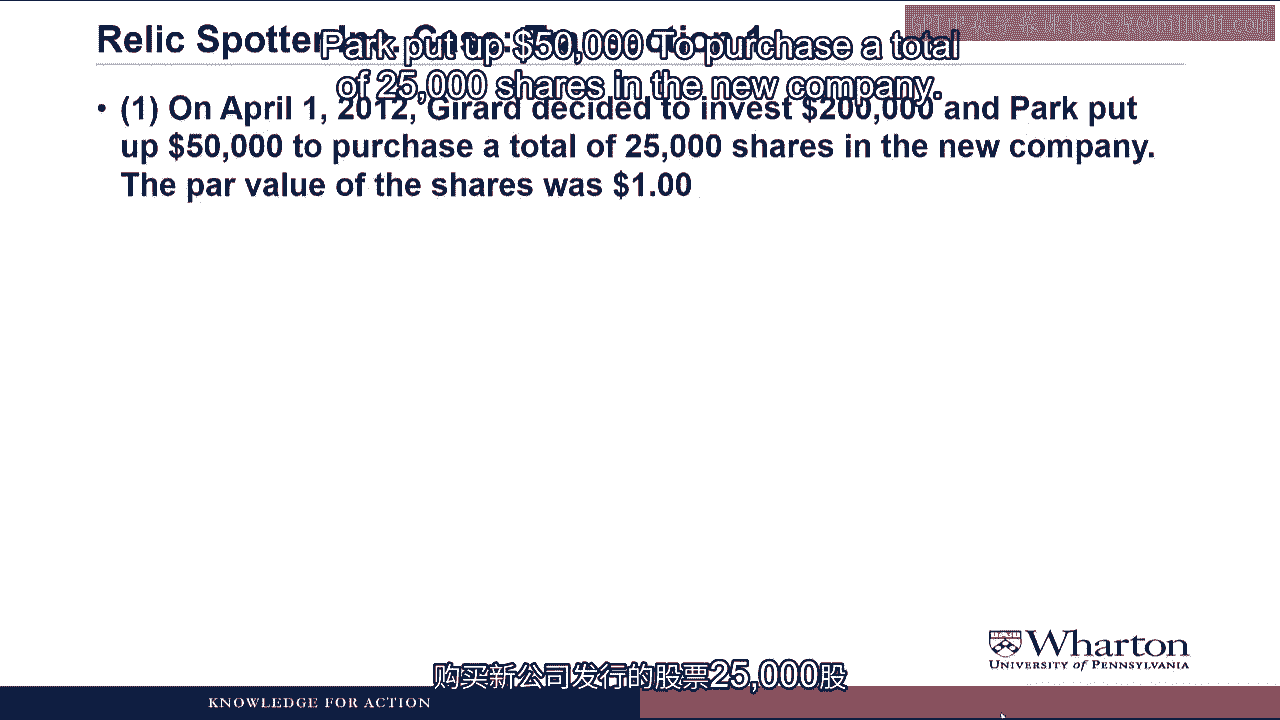 Relic Spotter Inc. Case: Transaction 1
Park put up $50,000 To purchase a total
of 25,000 shares in the new company.
• (1) On April 1, 2012, Girard decided to invest $200,000 and Park put
up $50,000 to purchase a total of 25,000 shares in the new company.
The par value of the shares was $1.00
Wharton
UNIVERSITY of PENNSYLVANIA
购买新公司发行的股票25,000股
KNOWLEDGE FOR ACTION